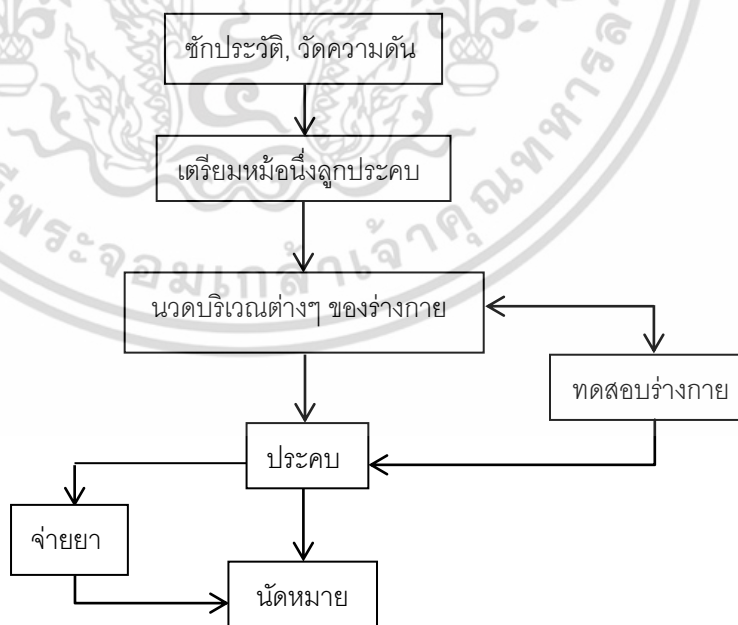 ซักประวัติ, วัดความดัน
เตรียมหม้อนึ่งลูกประคบ
นวดบริเวณต่างๆ ของร่างกาย
ทดสอบร่างกาย
ประคบ
จ่ายยา
นัดหมาย